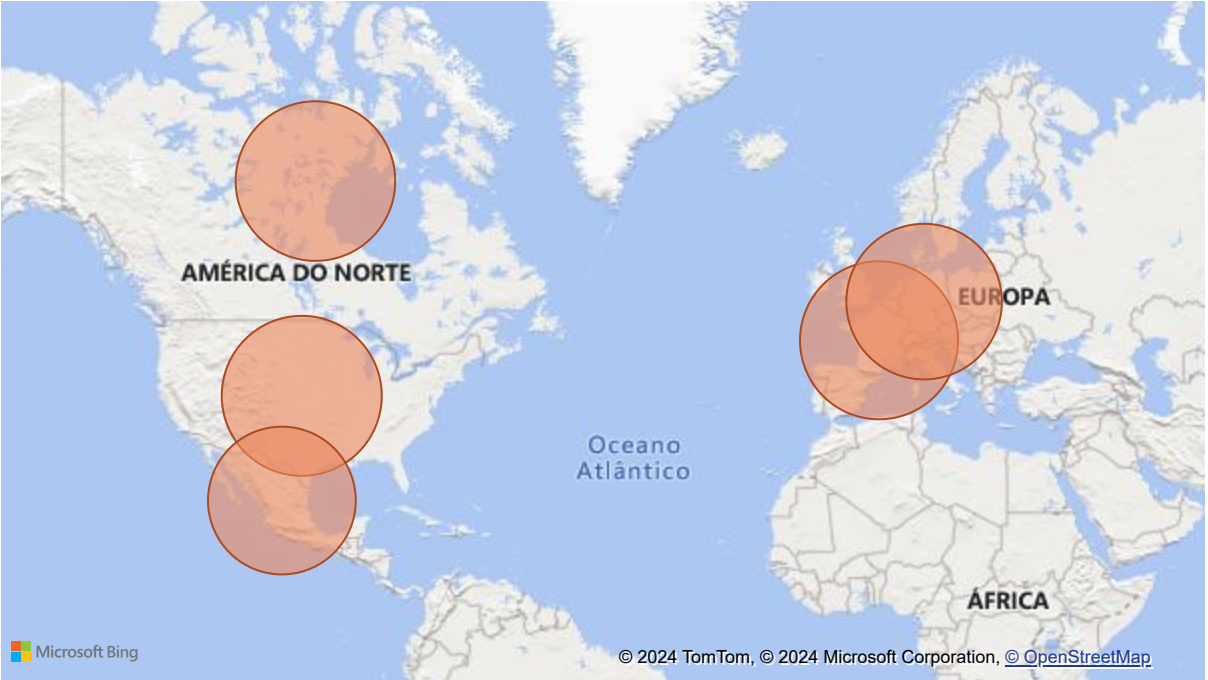 AMÉRICA DO NORTE
EUROPA
Oceano
Atlântico
ÁFRICA
Microsoft Bing
© 2024 TomTom, © 2024 Microsoft Corporation, © OpenStreetMap